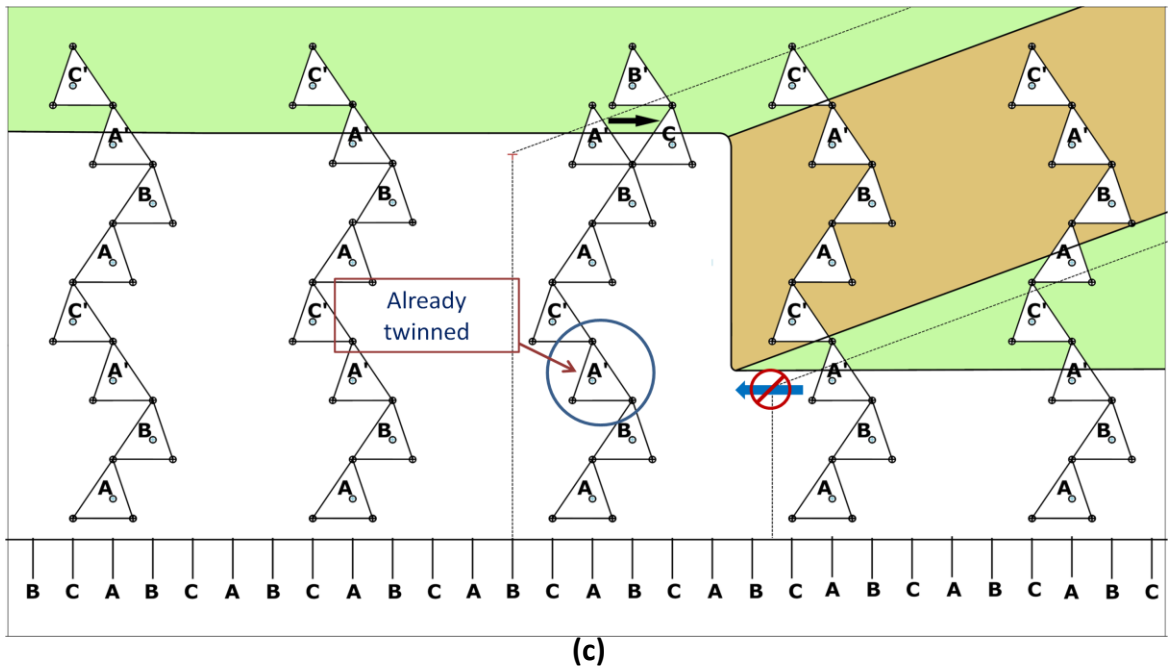 C' C' B' C' C'
A' A' A' C A' A'
B B B B B
A A A A A
Already
twinned
C' C' C' C' C'
A' A' A' A' A'
B B B B B
A A A A A
B C A B C A B C A B C A B C A B C A B C A B C A B C A B C
(c)